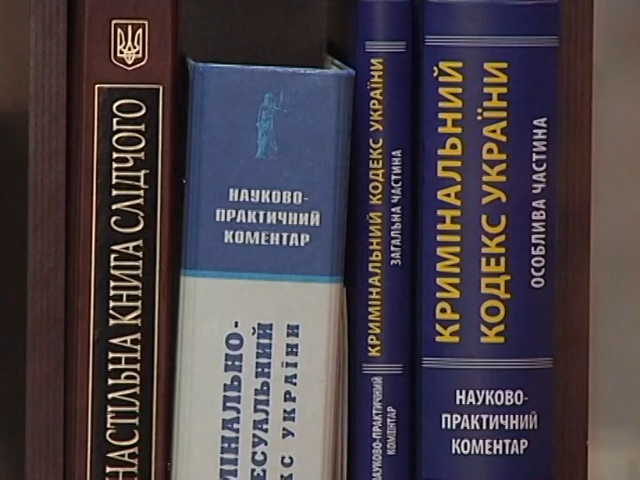 НАСТІЛЬНА КНИГА СЛІДЧОГО
НАУКОВО-
ПРАКТИЧНИЙ
КОМЕНТАР
КРИМІНАЛЬНИЙ КОДЕКС УКРАЇНИ
ЗАГАЛЬНА ЧАСТИНА
НАУКОВО-ПРАКТИЧНИЙ
КОМЕНТАР
КРИМІНАЛЬНИЙ
КОДЕКС УКРАЇНИ
ОСОБЛИВА ЧАСТИНА
НАУКОВО-
ПРАКТИЧНИЙ
КОМЕНТАР